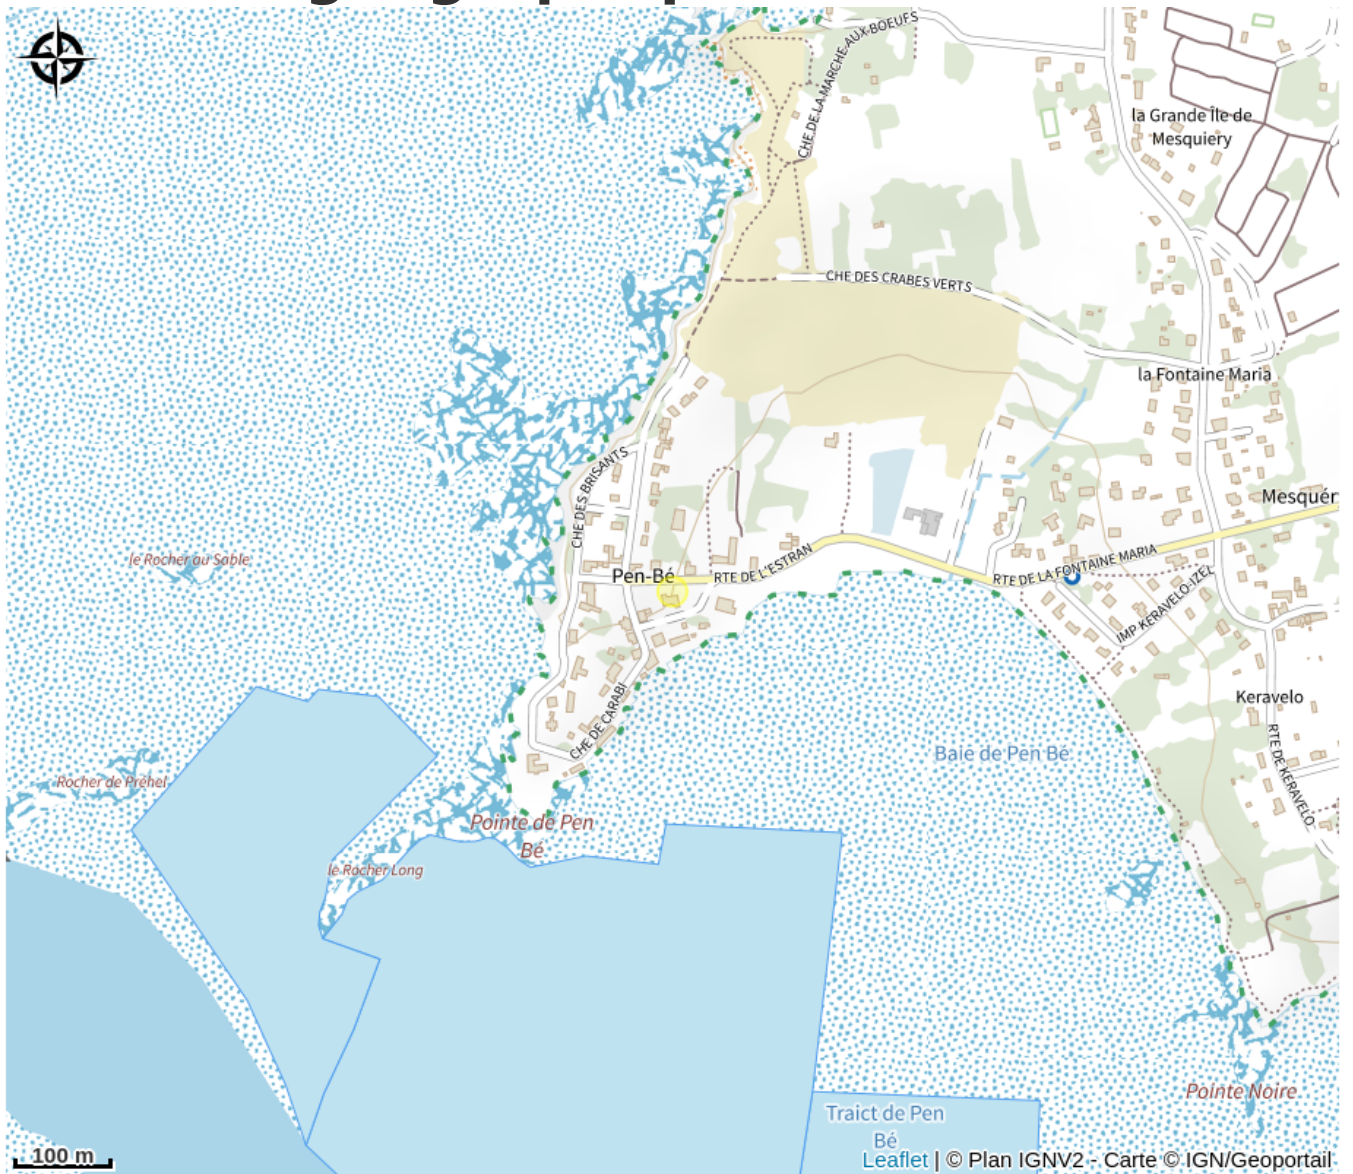 CHE DE LA MARCHE AUX BOEUFS
la Grande Île de
Mesquiery
CHE DES CRABES VERTS
la Fontaine Maria
CHE DES BRISANTS
Mesquér
le Rocher au Sable
Pen-Bé
RTE DE L'ESTRAN
RTE DE LA FONTAINE MARIA
IMP KERAVELO-IZEL
Keravelo
CHE DE CARABI
RTE DE KERAVELO
Baie de Pen Bé
Rocher de Préhel
Pointe de Pen
Bé
le Rocher Long
Pointe Noire
Traict de Pen
Bé
100 m
Leaflet | © Plan IGNV2 - Carte © IGN/Geoportail